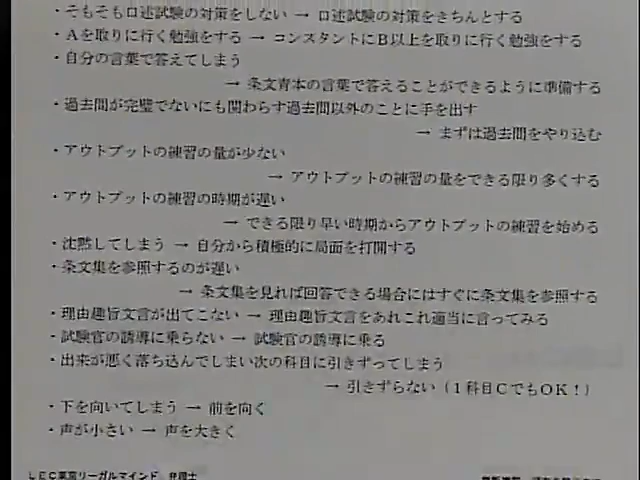 ・そもそも口述試験の対策をしない → 口述試験の対策をきちんとする
・Aを取りに行く勉強をする → コンスタントにB以上を取りに行く勉強をする
・自分の言葉で答えてしまう
→ 条文青本の言葉で答えることができるように準備する
・過去問が完璧でないにも関わらす過去問以外のことに手を出す
→ まずは過去問をやり込む
・アウトプットの練習の量が少ない
→ アウトプットの練習の量をできる限り多くする
・アウトプットの練習の時期が遅い
→ できる限り早い時期からアウトプットの練習を始める
・沈黙してしまう → 自分から積極的に局面を打開する
・条文集を参照するのが遅い
→ 条文集を見れば回答できる場合にはすぐに条文集を参照する
・理由趣旨文言が出てこない → 理由趣旨文言をあれこれ適当に言ってみる
・試験官の誘導に乗らない → 試験官の誘導に乗る
・出来が悪く落ち込んでしまい次の科目に引きずってしまう
→ 引きずらない（1科目CでもOK！）
・下を向いてしまう → 前を向く
・声が小さい → 声を大きく
LEC東京リーガルマインド 弁理士